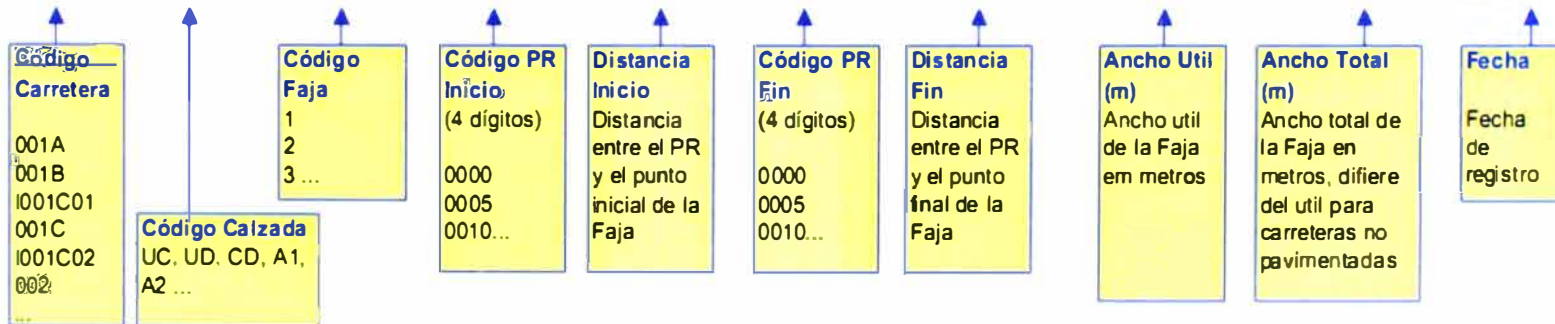 Código
Carretera
001A
001B
I001C01
001C
I001C02
002
...
Código Calzada
UC, UD, CD, A1,
A2 ...
Código
Faja
1
2
3 ...
Código PR
Inicio
(4 dígitos)
0000
0005
0010...
Distancia
Inicio
Distancia
entre el PR
y el punto
inicial de la
Faja
Código PR
Fin
(4 dígitos)
0000
0005
0010...
Distancia
Fin
Distancia
entre el PR
y el punto
final de la
Faja
Ancho Util
(m)
Ancho util
de la Faja
em metros
Ancho Total
(m)
Ancho total de
la Faja en
metros, difiere
del util para
carreteras no
pavimentadas
Fecha
Fecha
de
registro